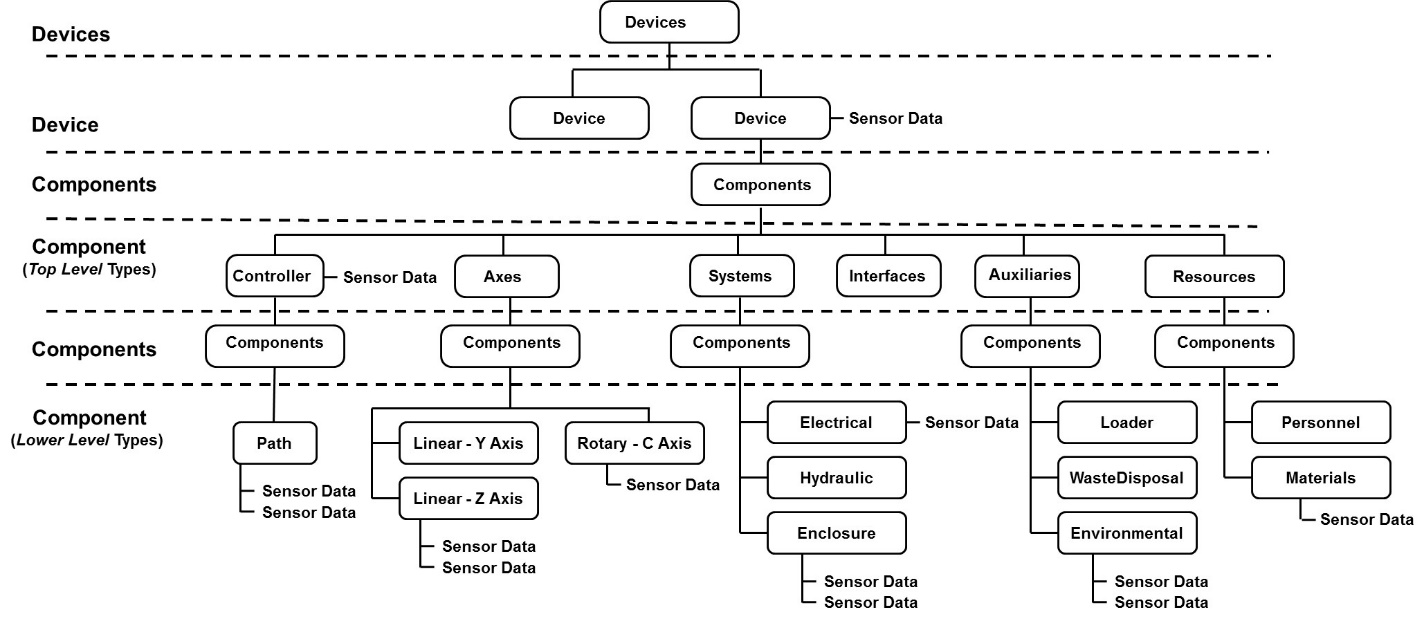 Devices
Devices
Device
Device
Device
Sensor Data
Components
Components
Component
(Top Level Types)
Controller
Sensor Data
Axes
Systems
Interfaces
Auxiliaries
Resources
Components
Components
Components
Components
Components
Components
Component
(Lower Level Types)
Path
Sensor Data
Sensor Data
Linear - Y Axis
Linear - Z Axis
Sensor Data
Sensor Data
Rotary - C Axis
Sensor Data
Electrical
Sensor Data
Hydraulic
Enclosure
Sensor Data
Sensor Data
Loader
WasteDisposal
Environmental
Sensor Data
Sensor Data
Personnel
Materials
Sensor Data